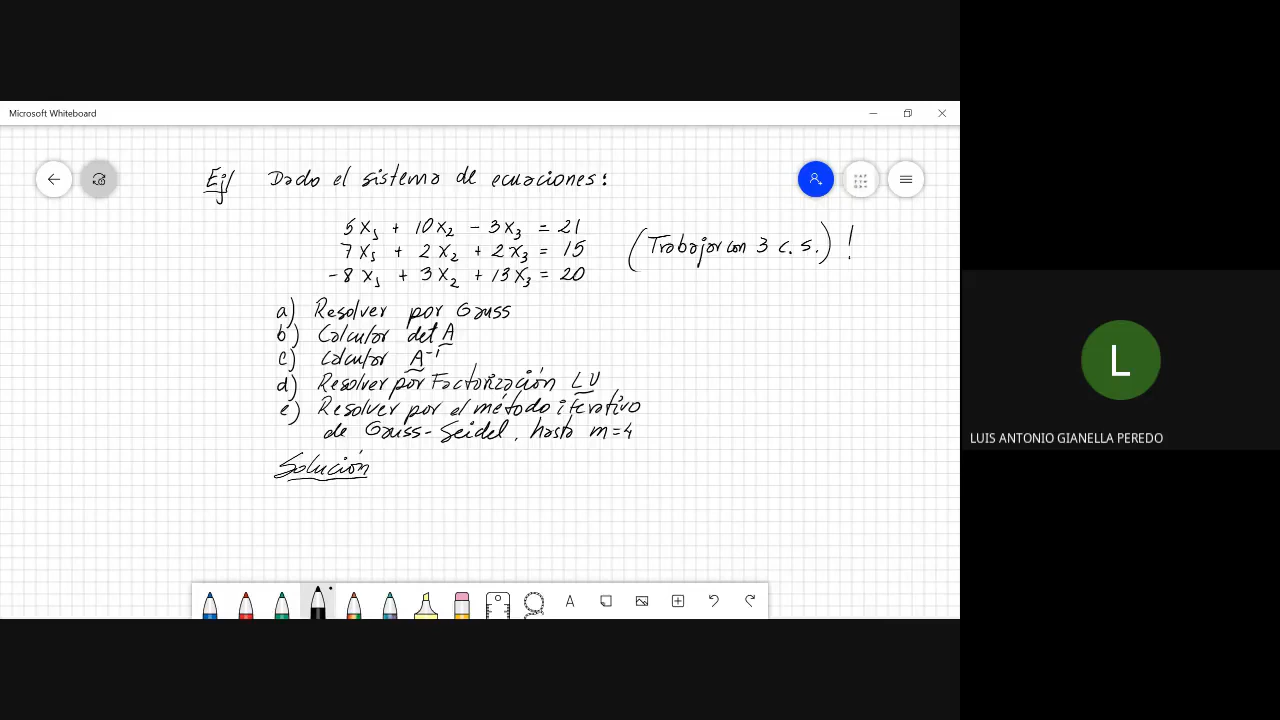 Microsoft Whiteboard
Ej/ Dado el sistema de ecuaciones:
5x₁ + 10x₂ - 3x₃ = 21
7x₁ + 2x₂ + 2x₃ = 15
-8x₁ + 3x₂ + 13x₃ = 20
(Trabajar con 3 c.s.)!
a) Resolver por Gauss
b) Calcular det A
c) Calcular A⁻¹
d) Resolver por Factorización LU
e) Resolver por el método iterativo
de Gauss-Seidel, hasta m=4
Solución
A
L
LUIS ANTONIO GIANELLA PEREDO